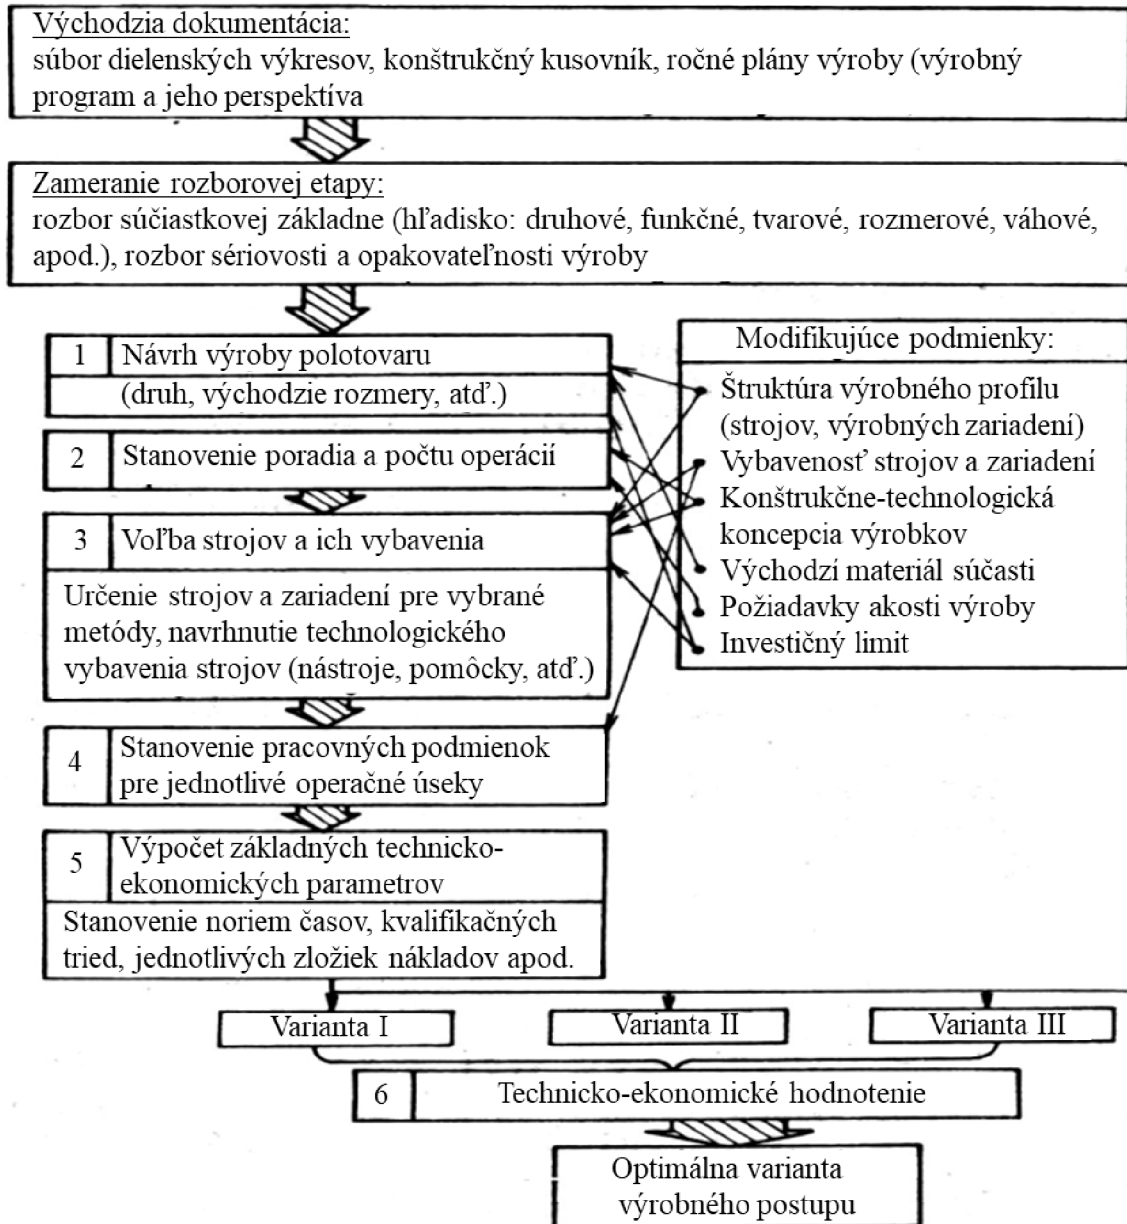 Východzia dokumentácia:
súbor dielenských výkresov, konštrukčný kusovník, ročné plány výroby (výrobný
program a jeho perspektíva
Zameranie rozborovej etapy:
rozbor súčiastkovej základne (hľadisko: druhové, funkčné, tvarové, rozmerové, váhové,
apod.), rozbor sériovosti a opakovateľnosti výroby
1 Návrh výroby polotovaru
(druh, východzie rozmery, atď.)
2 Stanovenie poradia a počtu operácií
3 Voľba strojov a ich vybavenia
Určenie strojov a zariadení pre vybrané
metódy, navrhnutie technologického
vybavenia strojov (nástroje, pomôcky, atď.)
4 Stanovenie pracovných podmienok
pre jednotlivé operačné úseky
5 Výpočet základných technicko-
ekonomických parametrov
Stanovenie noriem časov, kvalifikačných
tried, jednotlivých zložiek nákladov apod.
Modifikujúce podmienky:
Štruktúra výrobného profilu
(strojov, výrobných zariadení)
Vybavenosť strojov a zariadení
Konštrukčne-technologická
koncepcia výrobkov
Východzí materiál súčasti
Požiadavky akosti výroby
Investičný limit
Varianta I
Varianta II
Varianta III
6 Technicko-ekonomické hodnotenie
Optimálna varianta
výrobného postupu